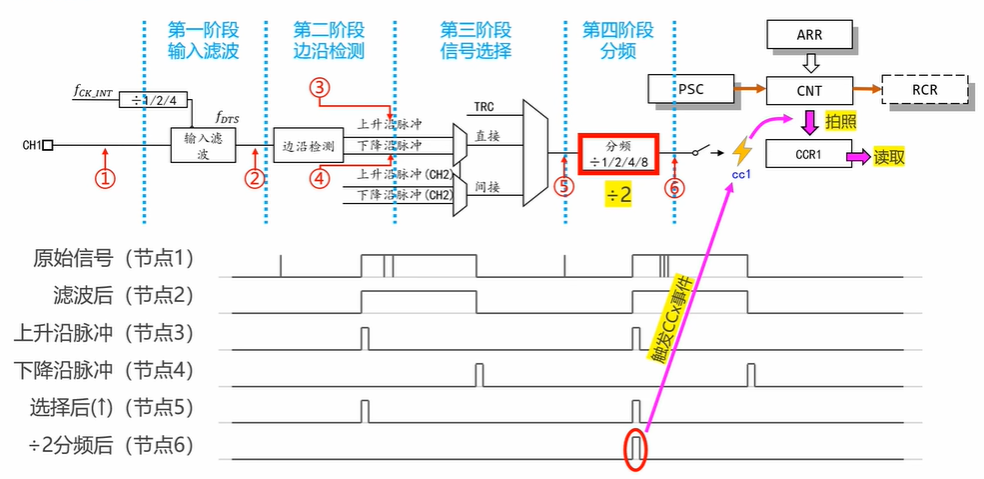 第一阶段
输入滤波
第二阶段
边沿检测
第三阶段
信号选择
第四阶段
分频
ARR
PSC
CNT
RCR
拍照
CCR1
读取
f_CK_INT
÷1/2/4
f_DTS
CH1
输入滤
波
边沿检测
上升沿脉冲
下降沿脉冲
上升沿脉冲(CH2)
下降沿脉冲(CH2)
TRC
直接
间接
分频
÷1/2/4/8
÷2
cc1
①
②
③
④
⑤
⑥
触发CCx事件
原始信号（节点1）
滤波后（节点2）
上升沿脉冲（节点3）
下降沿脉冲（节点4）
选择后(↑)（节点5）
÷2分频后（节点6）